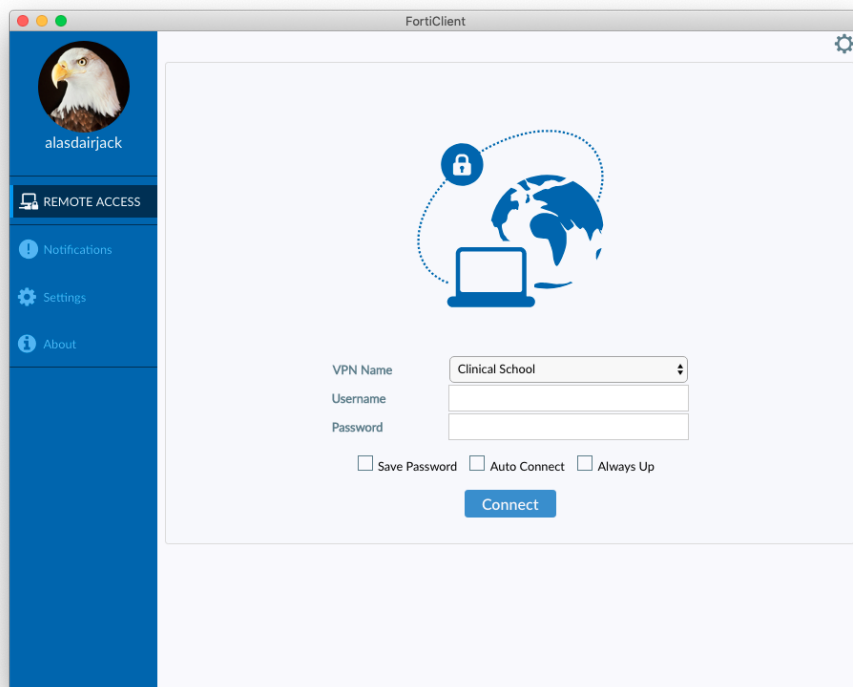 FortiClient
alasdairjack
REMOTE ACCESS
Notifications
Settings
About
VPN Name
Clinical School
Username
Password
Save Password Auto Connect Always Up
Connect